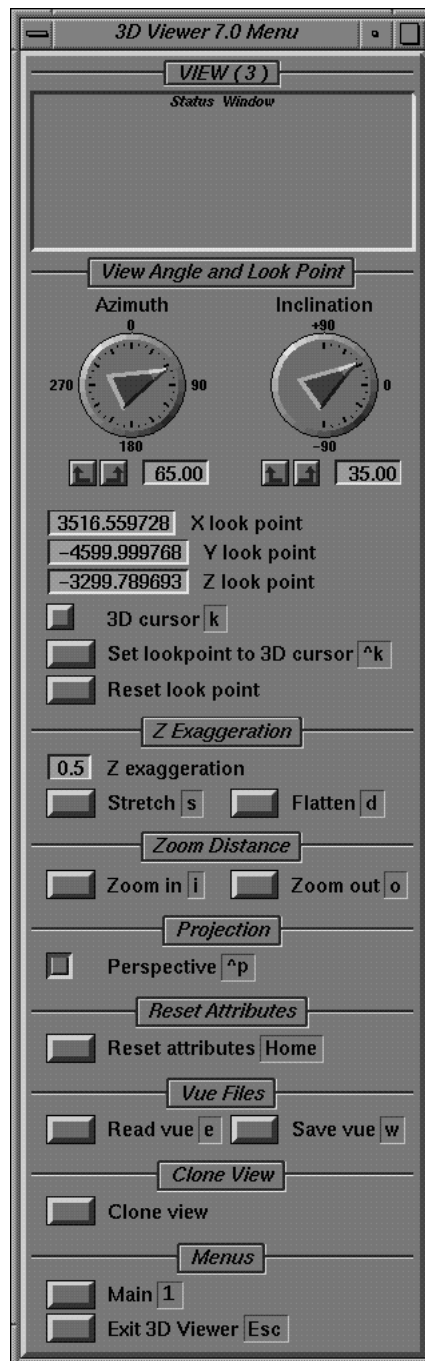 3D Viewer 7.0 Menu
VIEW ( 3 )
Status Window
View Angle and Look Point
Azimuth Inclination
0 +90
270 90 0
180 -90
65.00 35.00
3516.559728 X look point
-4599.999768 Y look point
-3299.789693 Z look point
3D cursor k
Set lookpoint to 3D cursor ^k
Reset look point
Z Exaggeration
0.5 Z exaggeration
Stretch s Flatten d
Zoom Distance
Zoom in i Zoom out o
Projection
Perspective ^p
Reset Attributes
Reset attributes Home
Vue Files
Read vue e Save vue w
Clone View
Clone view
Menus
Main 1
Exit 3D Viewer Esc